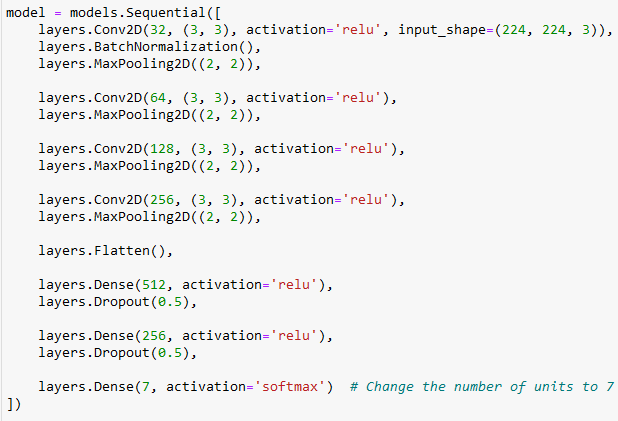 model = models.Sequential([
    layers.Conv2D(32, (3, 3), activation='relu', input_shape=(224, 224, 3)),
    layers.BatchNormalization(),
    layers.MaxPooling2D((2, 2)),

    layers.Conv2D(64, (3, 3), activation='relu'),
    layers.MaxPooling2D((2, 2)),

    layers.Conv2D(128, (3, 3), activation='relu'),
    layers.MaxPooling2D((2, 2)),

    layers.Conv2D(256, (3, 3), activation='relu'),
    layers.MaxPooling2D((2, 2)),

    layers.Flatten(),

    layers.Dense(512, activation='relu'),
    layers.Dropout(0.5),

    layers.Dense(256, activation='relu'),
    layers.Dropout(0.5),

    layers.Dense(7, activation='softmax')  # Change the number of units to 7
])